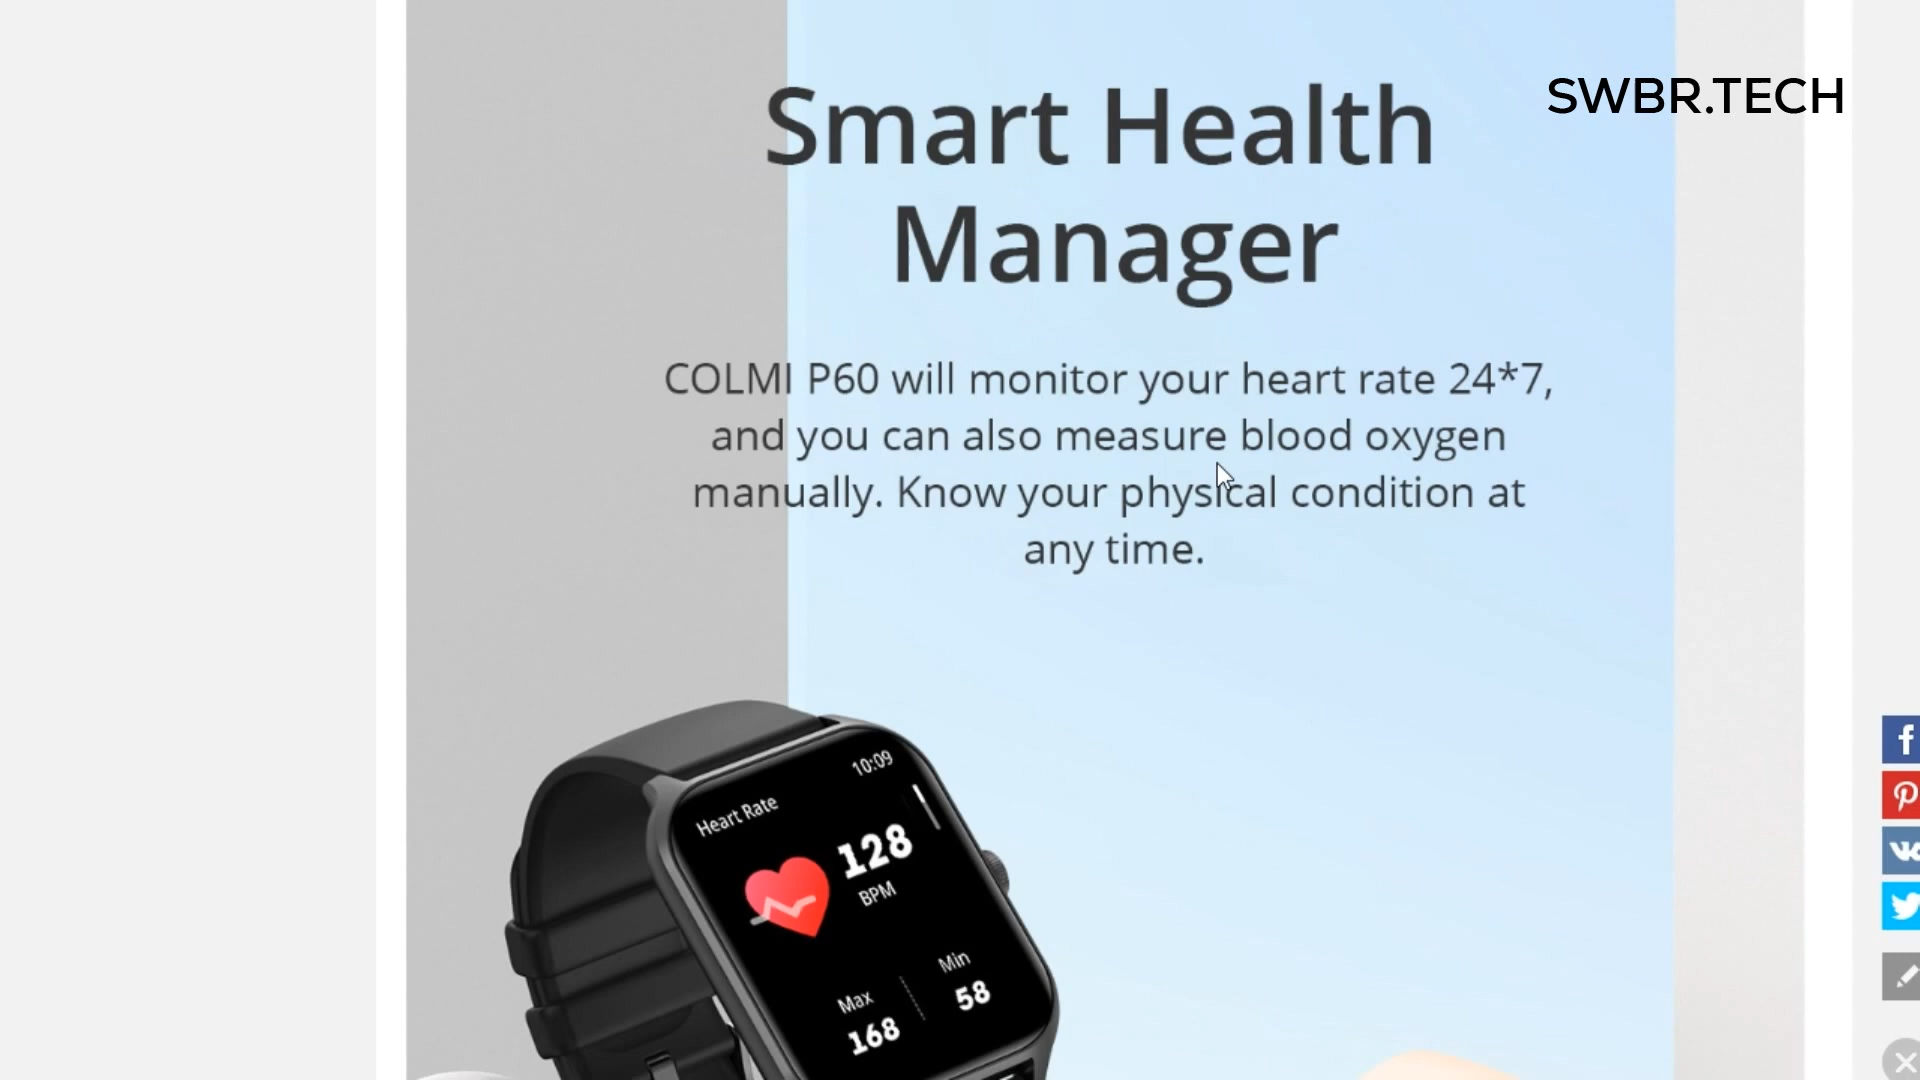 Smart Health
Manager
SWBR.TECH
COLMI P60 will monitor your heart rate 24*7,
and you can also measure blood oxygen
manually. Know your physical condition at
any time.
10:09
Heart Rate
128
BPM
Max
168
Min
58